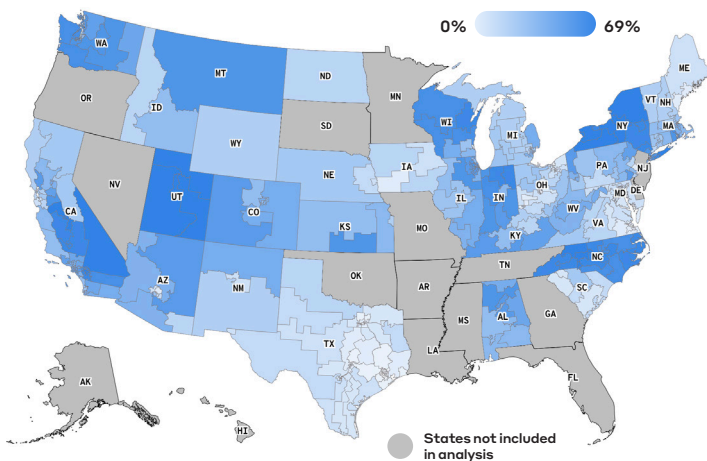 0% 69%
WA
MT
ND
MN
ME
OR
ID
SD
WI
VT
NH
WY
MI
NY
MA
IA
NE
PA
NJ
NV
UT
CO
IL
IN
OH
MD
DE
CA
KS
MO
WV
VA
KY
AZ
NM
OK
TN
NC
AR
SC
MS
AL
GA
TX
LA
AK
FL
HI
States not included
in analysis